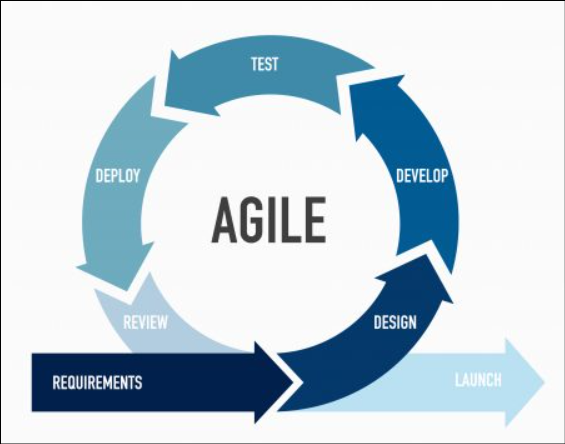 TEST
DEPLOY
DEVELOP
AGILE
REVIEW
DESIGN
REQUIREMENTS
LAUNCH